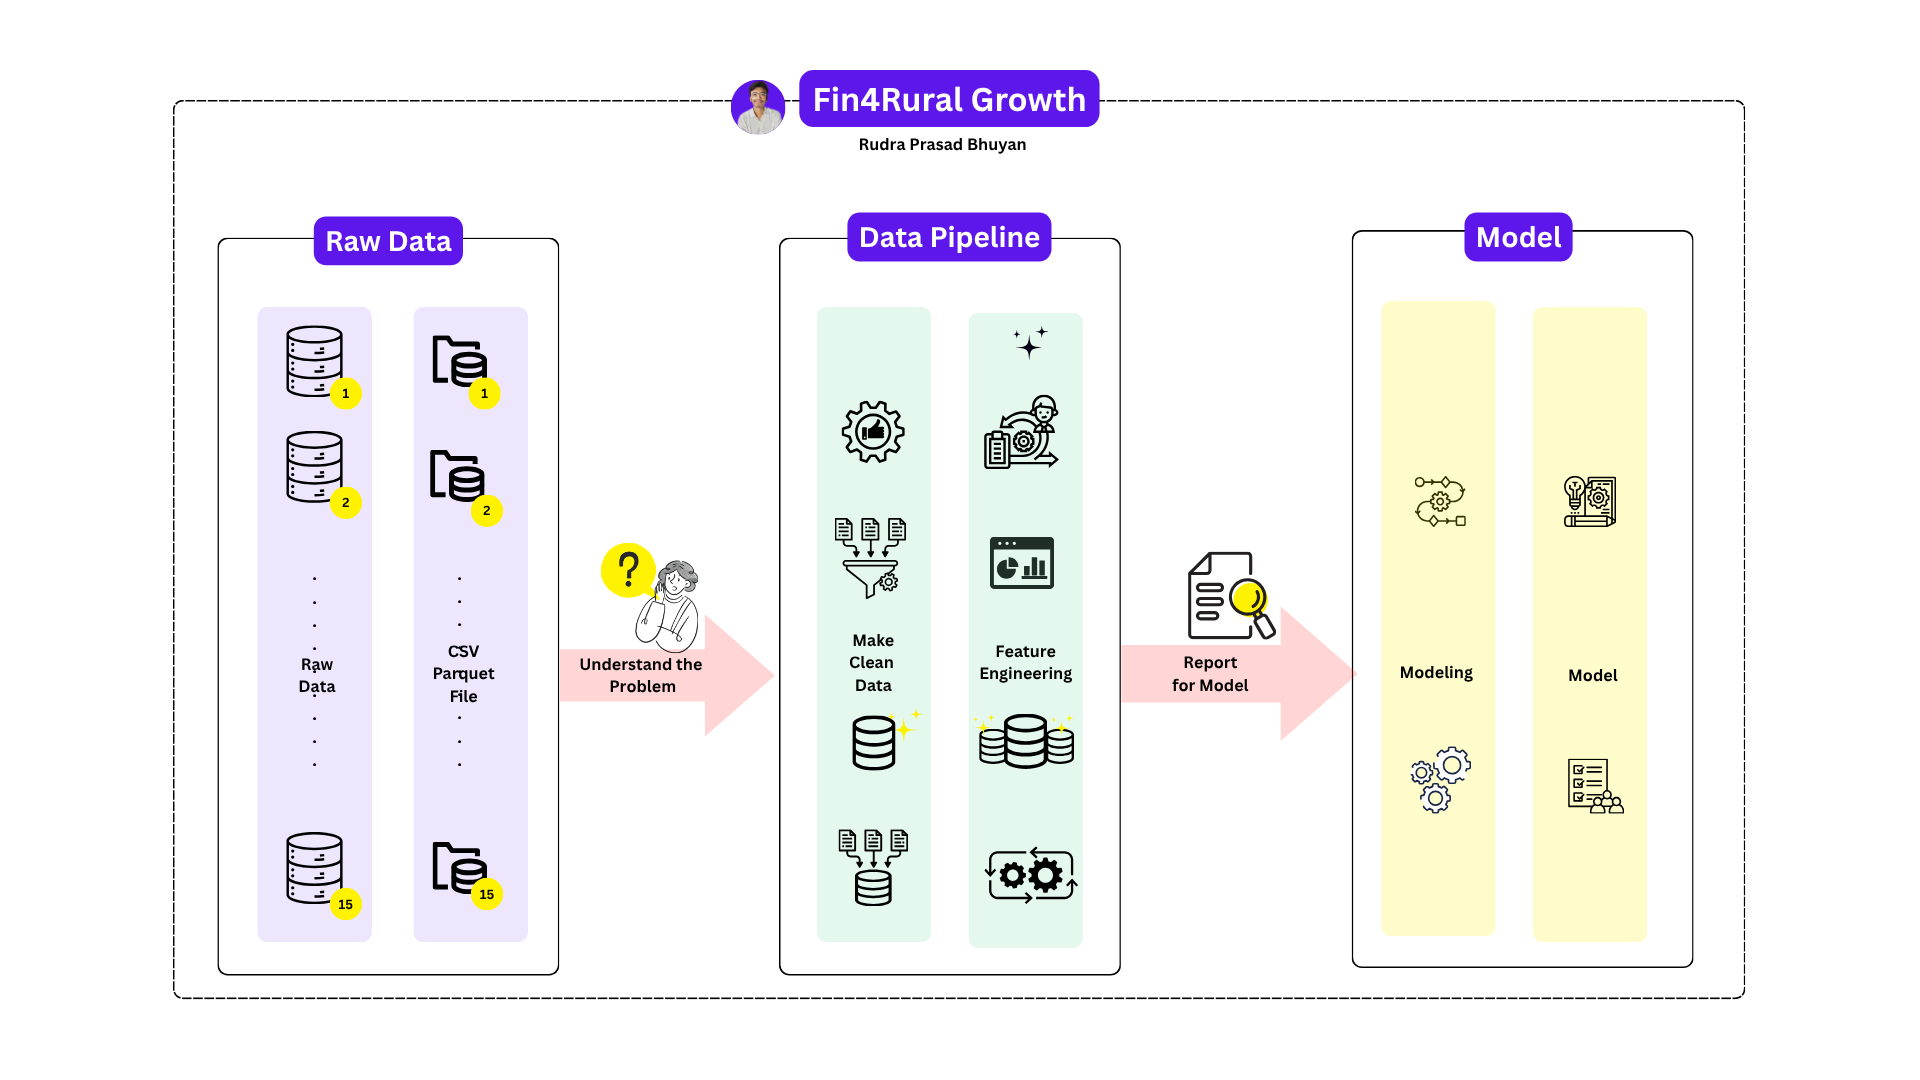 Fin4Rural Growth
Rudra Prasad Bhuyan
Raw Data
1
2
Raw
Data
15
1
2
CSV
Parquet
File
15
?
Understand the
Problem
Data Pipeline
Make
Clean
Data
Feature
Engineering
Report
for Model
Model
Modeling
Model